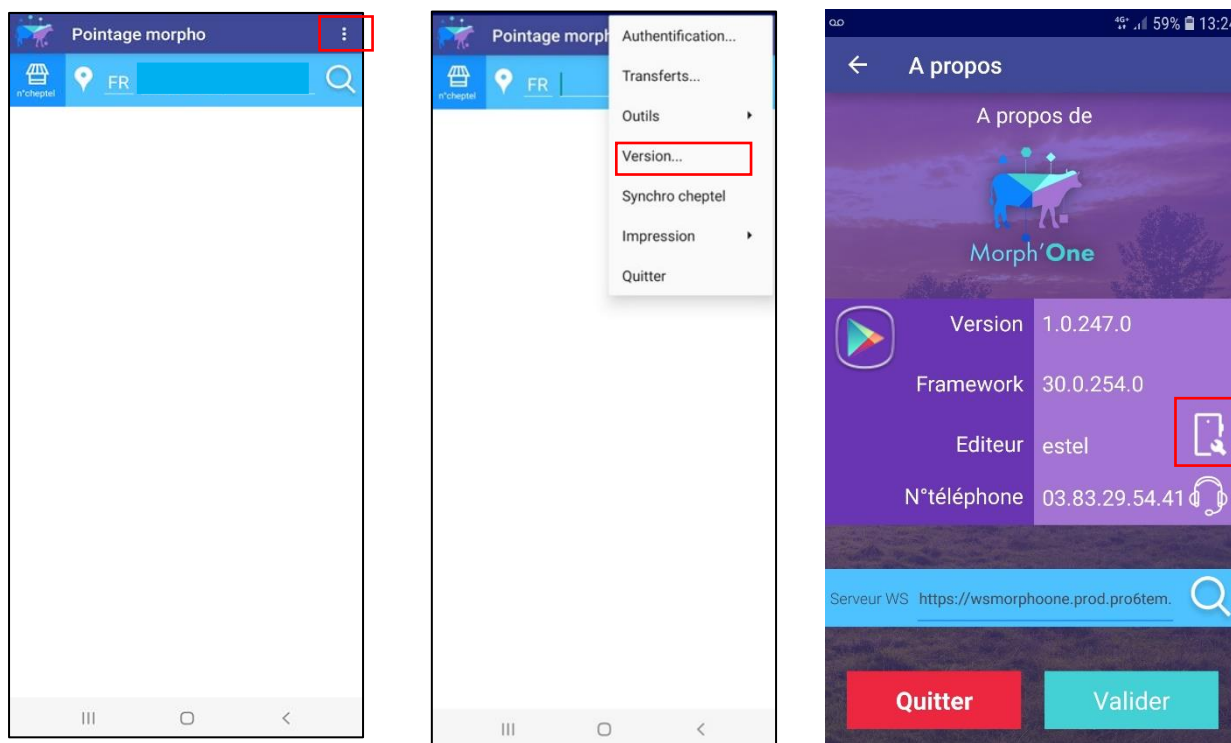 Pointage morpho
n°cheptel
FR
Pointage morph
n°cheptel
FR
Authentification...
Transferts...
Outils
Version...
Synchro cheptel
Impression
Quitter
4G+ 59% 13:24
A propos
A propos de
Morph'One
Version 1.0.247.0
Framework 30.0.254.0
Editeur estel
N°téléphone 03.83.29.54.41
Serveur WS https://wsmorphoone.prod.pro6tem.
Quitter Valider